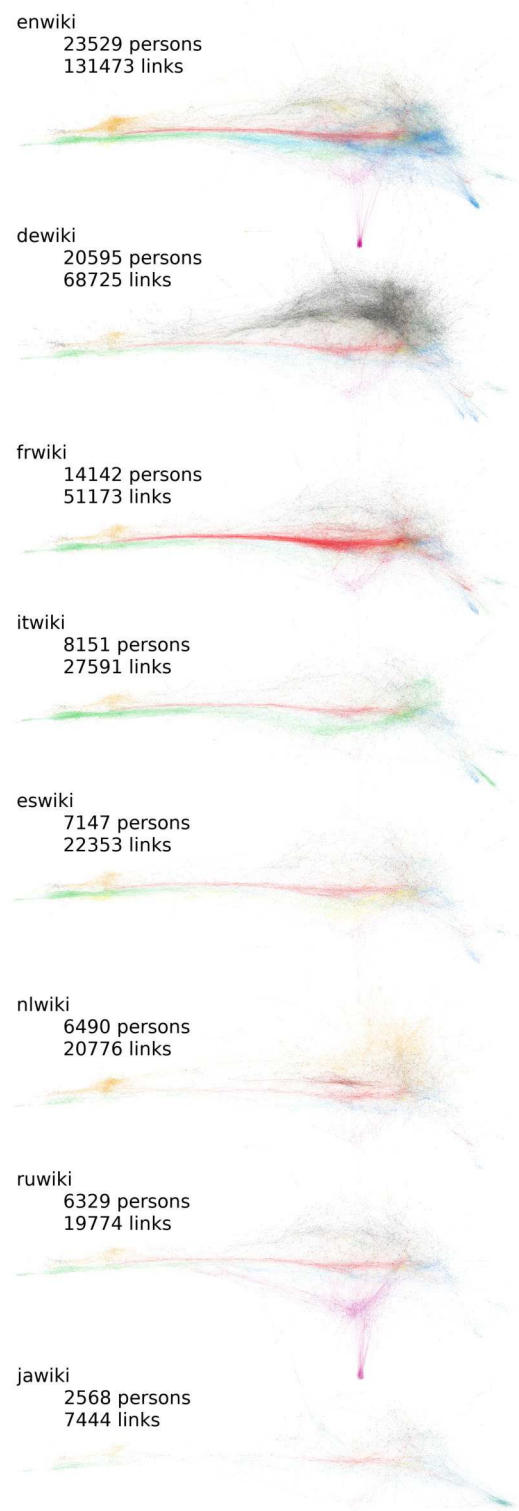 enwiki
23529 persons
131473 links
dewiki
20595 persons
68725 links
frwiki
14142 persons
51173 links
itwiki
8151 persons
27591 links
eswiki
7147 persons
22353 links
nlwiki
6490 persons
20776 links
ruwiki
6329 persons
19774 links
jawiki
2568 persons
7444 links